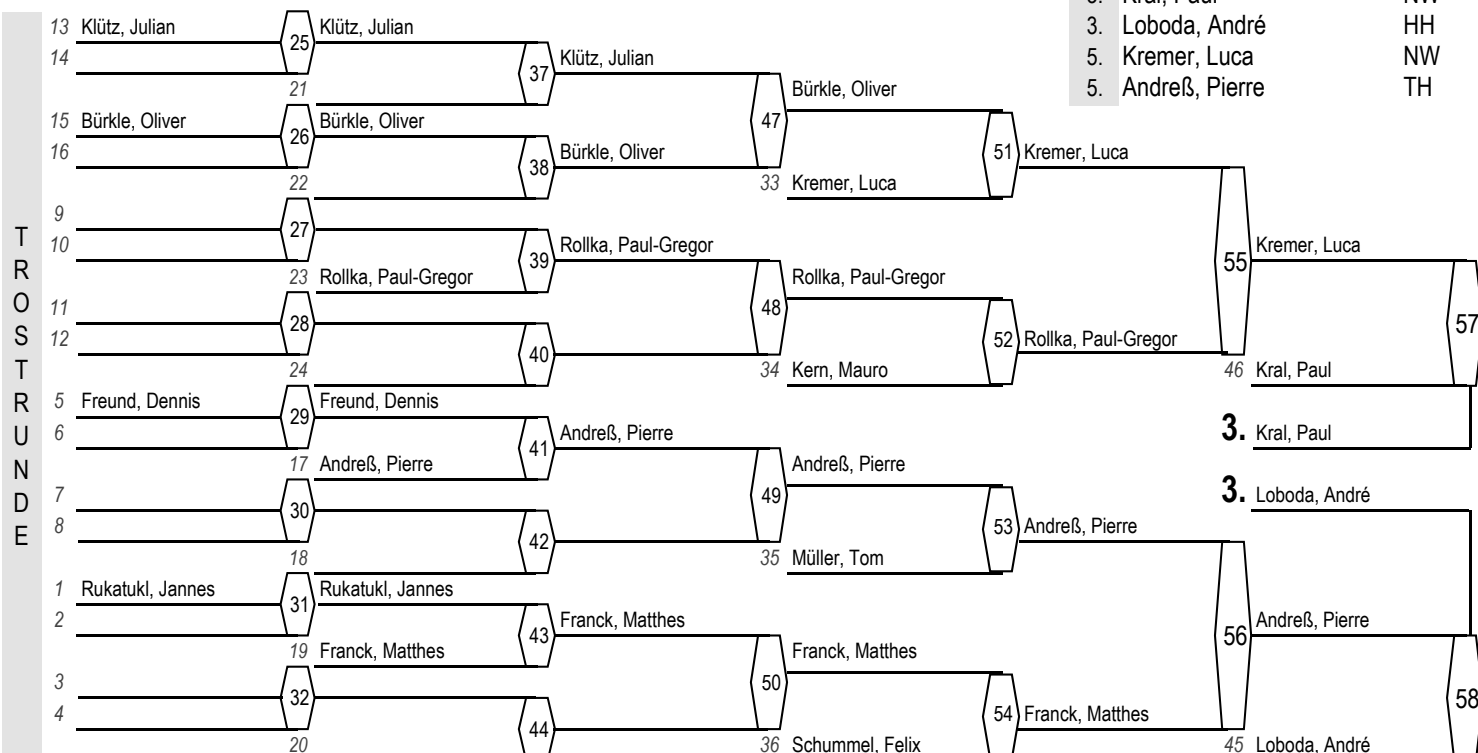 3. Kral, Paul NW
3. Loboda, André HH
5. Kremer, Luca NW
5. Andreß, Pierre TH
TROSTRUNDE
13 Klütz, Julian 25 Klütz, Julian
14 37 Klütz, Julian
21
47 Bürkle, Oliver
15 Bürkle, Oliver 26 Bürkle, Oliver
16 38 Bürkle, Oliver 51 Kremer, Luca
22 33 Kremer, Luca
9 27
10 39 Rollka, Paul-Gregor 55 Kremer, Luca
23 Rollka, Paul-Gregor 48 Rollka, Paul-Gregor
11 28 57
12 40 52 Rollka, Paul-Gregor
24 34 Kern, Mauro 46 Kral, Paul
5 Freund, Dennis 29 Freund, Dennis
6 41 Andreß, Pierre 3. Kral, Paul
17 Andreß, Pierre 49 Andreß, Pierre
7 30 3. Loboda, André
8 42 53 Andreß, Pierre
18 35 Müller, Tom
1 Rukatukl, Jannes 31 Rukatukl, Jannes
2 43 Franck, Matthes 56 Andreß, Pierre
19 Franck, Matthes 50 Franck, Matthes
3 32 58
4 44 54 Franck, Matthes
20 36 Schummel, Felix 45 Loboda, André